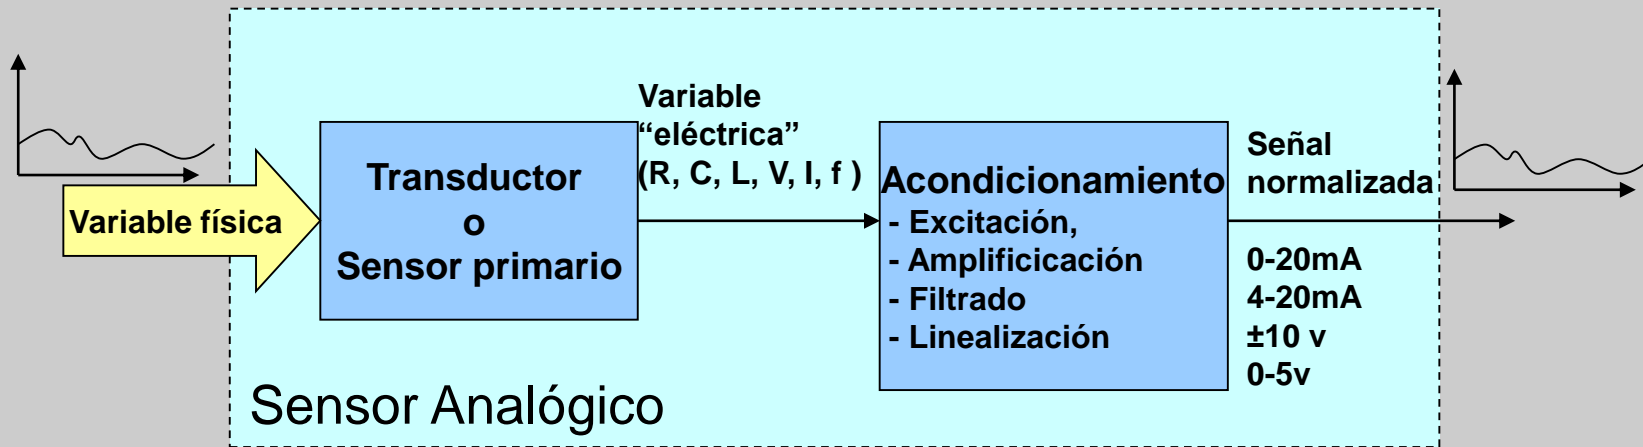 Variable física
Transductor
o
Sensor primario
Variable
“eléctrica”
(R, C, L, V, I, f )
Acondicionamiento
- Excitación,
- Amplificicación
- Filtrado
- Linealización
Señal
normalizada
0-20mA
4-20mA
±10 v
0-5v
Sensor Analógico